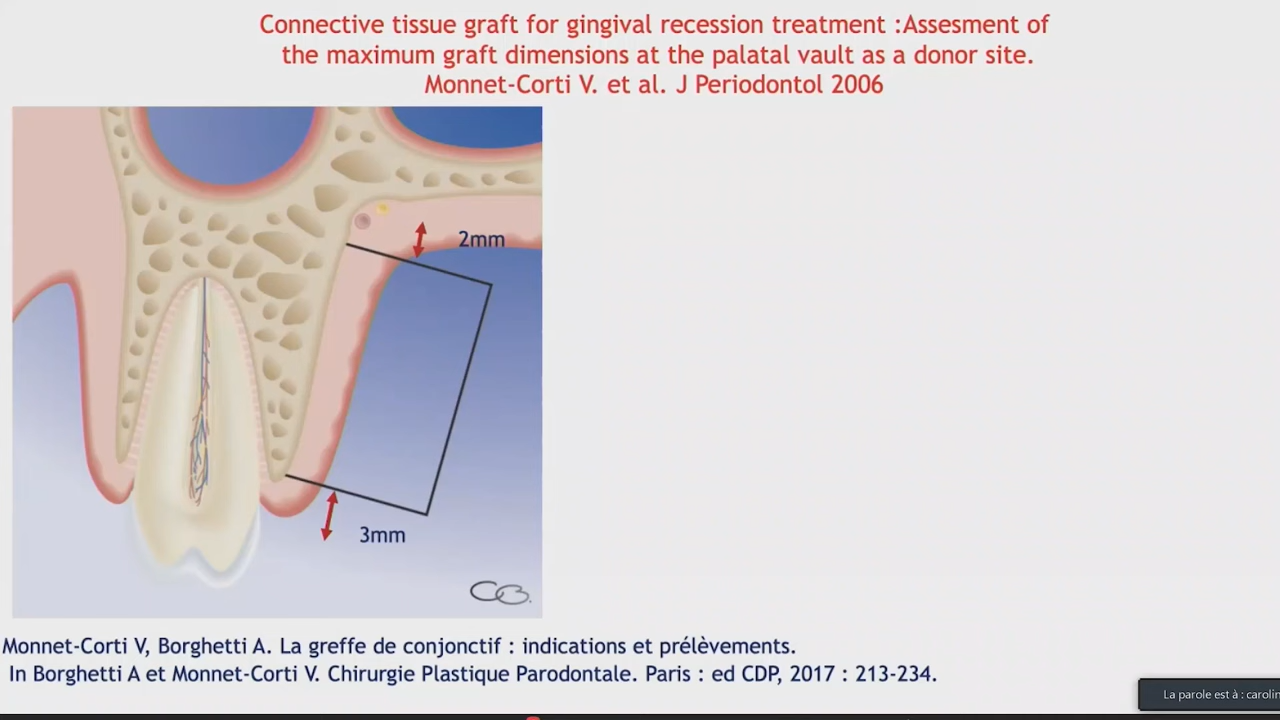 Connective tissue graft for gingival recession treatment :Assesment of
the maximum graft dimensions at the palatal vault as a donor site.
Monnet-Corti V. et al. J Periodontol 2006
2mm
3mm
CB.
Monnet-Corti V, Borghetti A. La greffe de conjonctif : indications et prélèvements.
In Borghetti A et Monnet-Corti V. Chirurgie Plastique Parodontale. Paris : ed CDP, 2017 : 213-234.
La parole est à : carolin